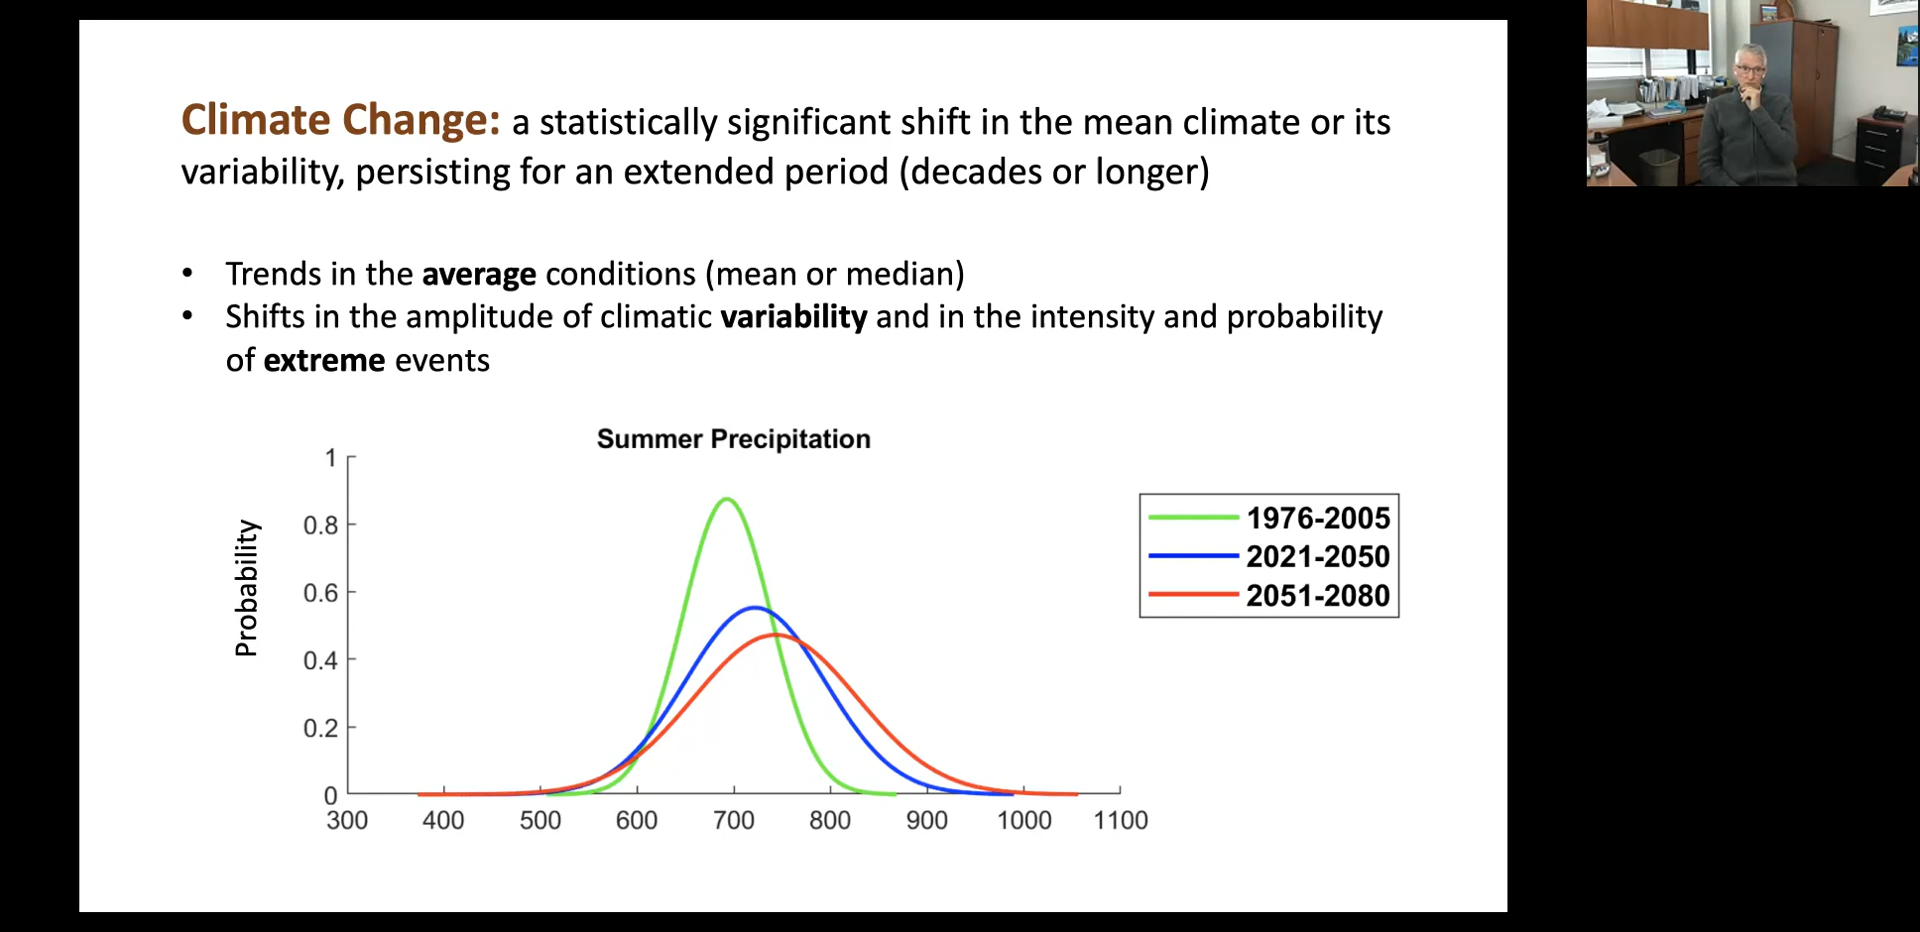 Climate Change: a statistically significant shift in the mean climate or its
variability, persisting for an extended period (decades or longer)
• Trends in the average conditions (mean or median)
• Shifts in the amplitude of climatic variability and in the intensity and probability
of extreme events
Summer Precipitation
Probability
1
0.8
0.6
0.4
0.2
0
300 400 500 600 700 800 900 1000 1100
1976-2005
2021-2050
2051-2080